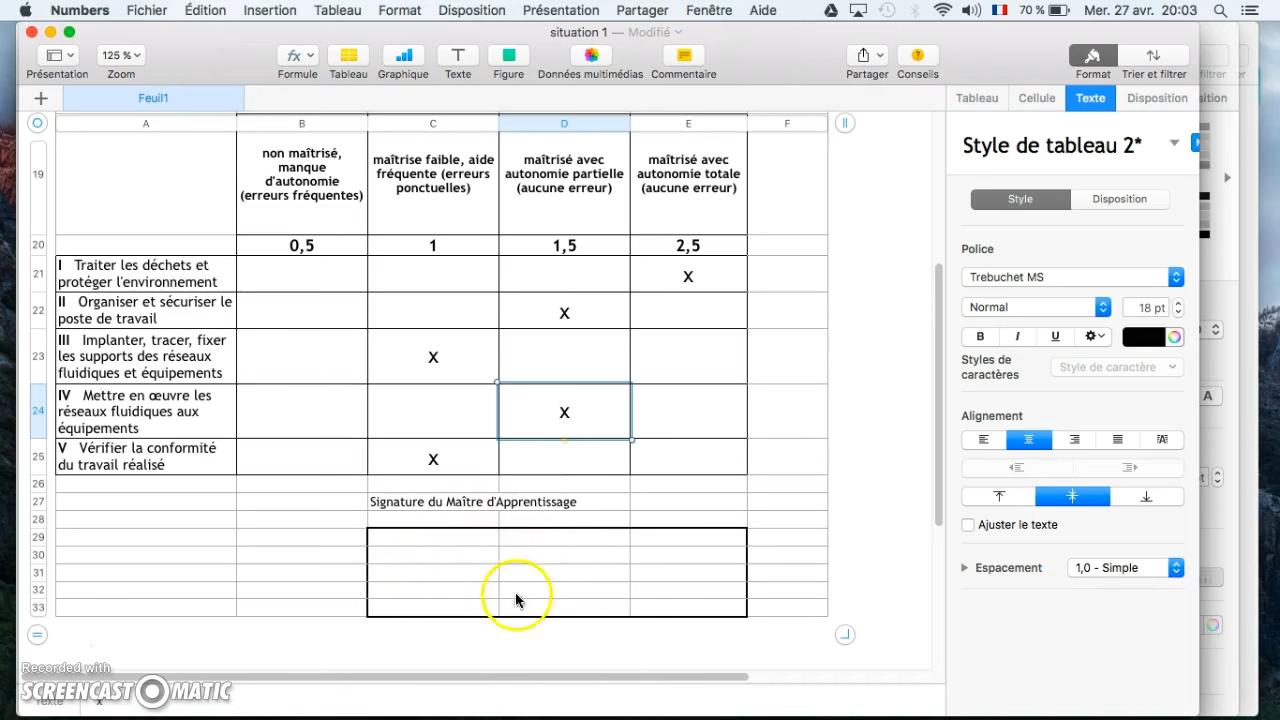 Numbers Fichier Édition Insertion Tableau Format Disposition Présentation Partager Fenêtre Aide 70 % Mer. 27 avr. 20:03
situation 1 — Modifié
125 %
Présentation Zoom Formule Tableau Graphique Texte Figure Données multimédias Commentaire Partager Conseils Format Trier et filtrer
Feuil1
Tableau Cellule Texte Disposition
A B C D E F
Style de tableau 2*
19
non maîtrisé,
manque
d'autonomie
(erreurs fréquentes)
maîtrise faible, aide
fréquente (erreurs
ponctuelles)
maîtrisé avec
autonomie partielle
(aucune erreur)
maîtrisé avec
autonomie totale
(aucune erreur)
Style Disposition
20 0,5 1 1,5 2,5
Police
21 I Traiter les déchets et
protéger l'environnement
x
Trebuchet MS
22 II Organiser et sécuriser le
poste de travail
x
Normal 18 pt
23 III Implanter, tracer, fixer
les supports des réseaux
fluidiques et équipements
x
B I U
Styles de
caractères
Style de caractère
24 IV Mettre en œuvre les
réseaux fluidiques aux
équipements
x
Alignement
25 V Vérifier la conformité
du travail réalisé
x
26
27 Signature du Maître d'Apprentissage
28
29
30
31
32
33
Ajuster le texte
Espacement 1,0 - Simple
Recorded with
SCREENCAST O MATIC
Texte x